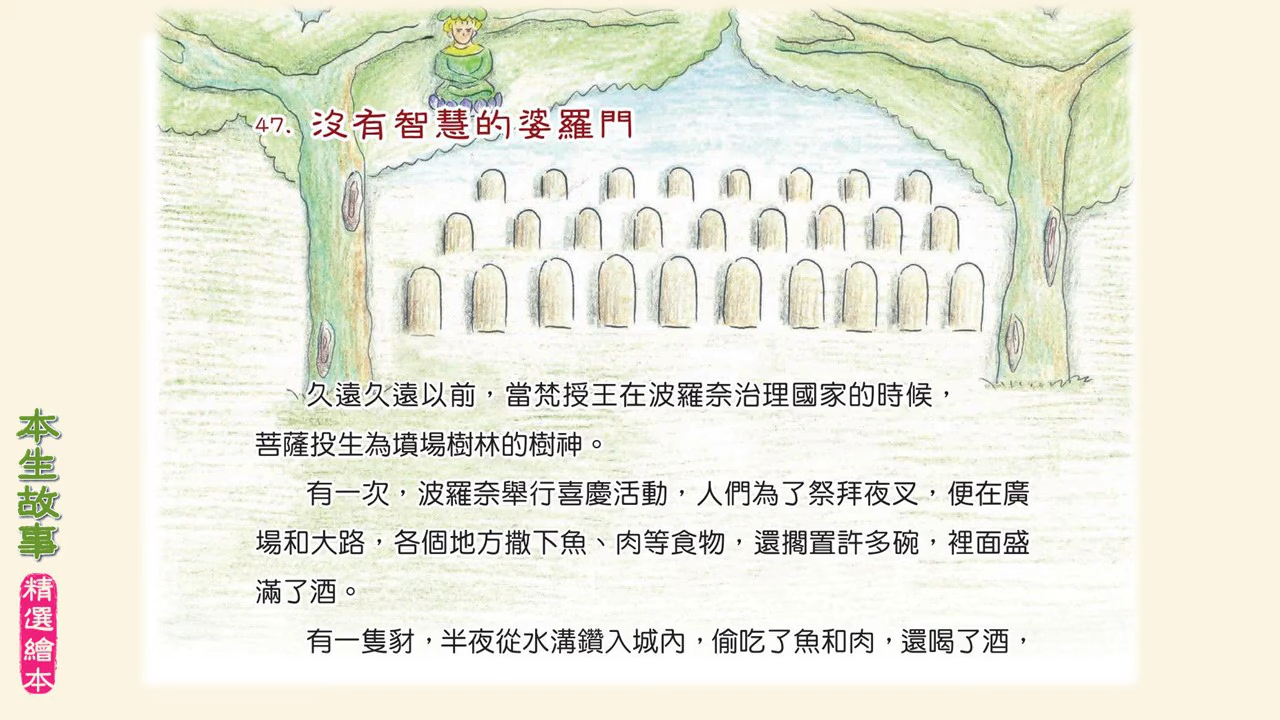 47. 沒有智慧的婆羅門
久遠久遠以前，當梵授王在波羅奈治理國家的時候，
菩薩投生為墳場樹林的樹神。
有一次，波羅奈舉行喜慶活動，人們為了祭拜夜叉，便在廣
場和大路，各個地方撒下魚、肉等食物，還擱置許多碗，裡面盛
滿了酒。
有一隻豺，半夜從水溝鑽入城內，偷吃了魚和肉，還喝了酒，
本生故事
精選繪本